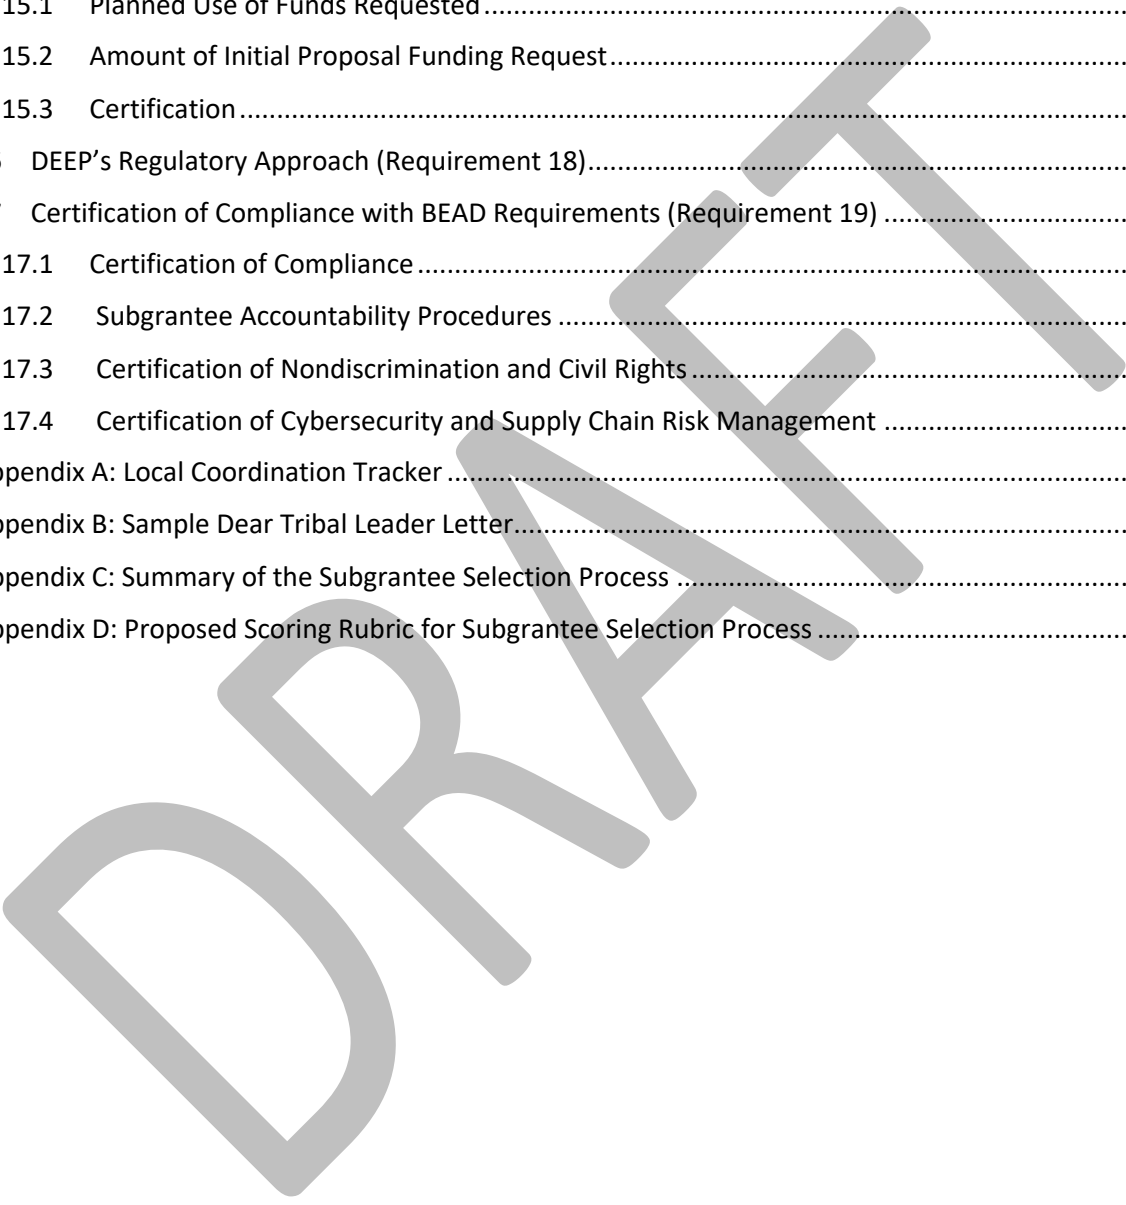 15.1 Planned Use of Funds Requested........................................................................
15.2 Amount of Initial Proposal Funding Request........................................................................
15.3 Certification........................................................................
DEEP’s Regulatory Approach (Requirement 18)........................................................................
Certification of Compliance with BEAD Requirements (Requirement 19)........................................
17.1 Certification of Compliance........................................................................
17.2 Subgrantee Accountability Procedures........................................................................
17.3 Certification of Nondiscrimination and Civil Rights........................................................................
17.4 Certification of Cybersecurity and Supply Chain Risk Management........................................
ppendix A: Local Coordination Tracker........................................................................
ppendix B: Sample Dear Tribal Leader Letter........................................................................
ppendix C: Summary of the Subgrantee Selection Process........................................................................
ppendix D: Proposed Scoring Rubric for Subgrantee Selection Process........................................
DRAFT